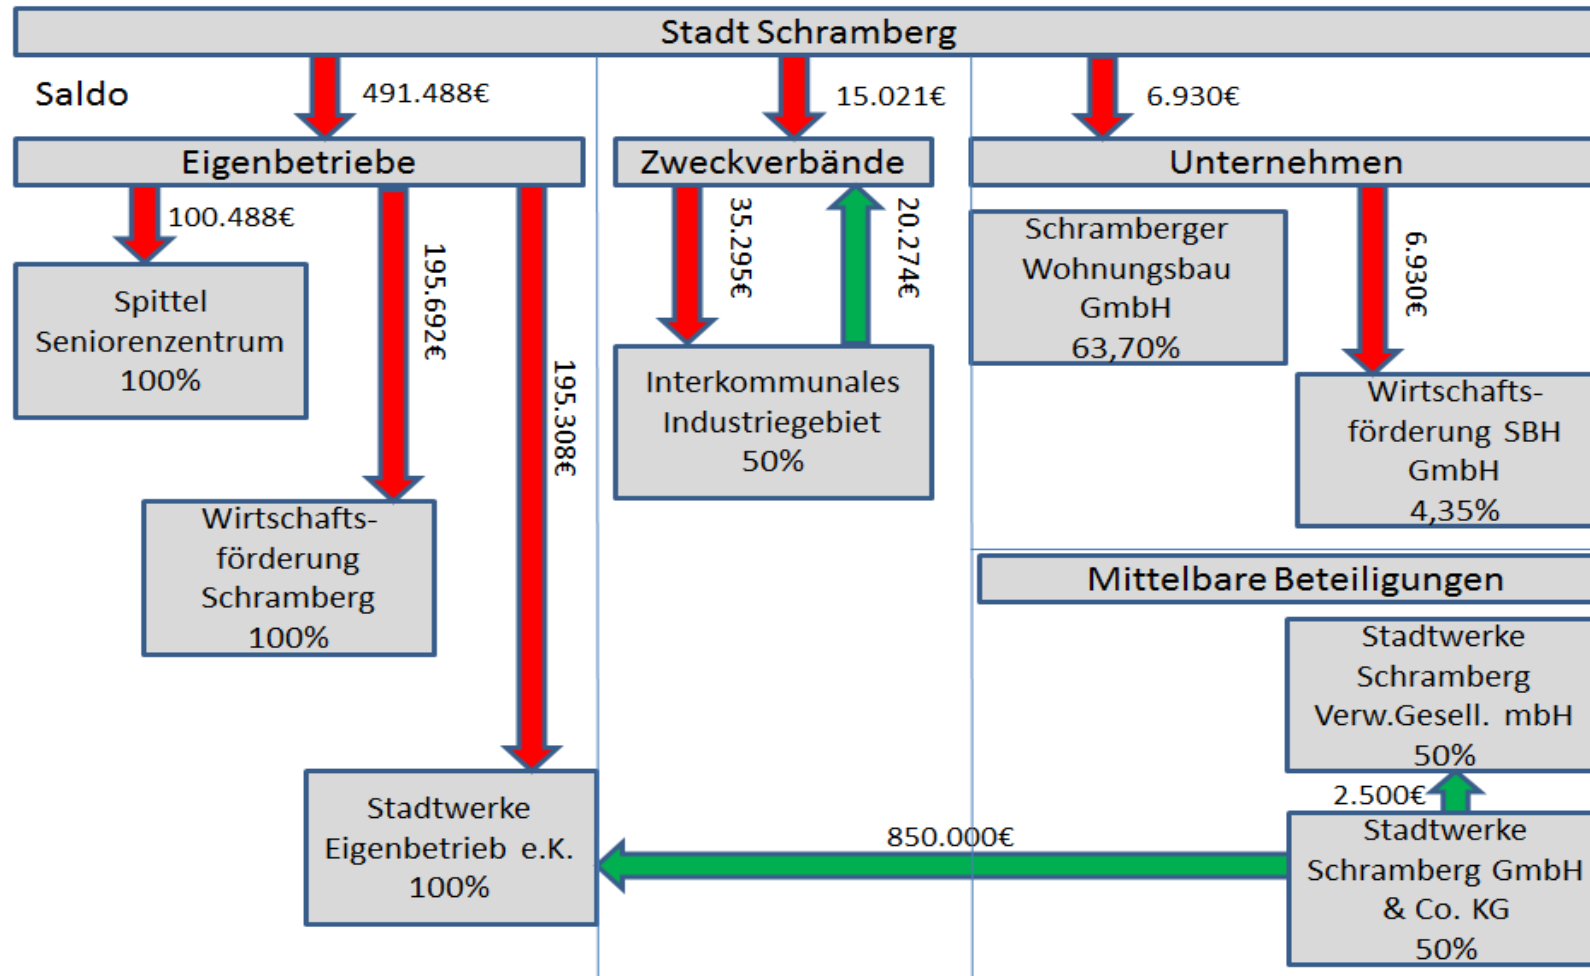 Stadt Schramberg
Saldo
491.488€
15.021€
6.930€
Eigenbetriebe
Zweckverbände
Unternehmen
100.488€
195.692€
195.308€
35.295€
20.274€
6.930€
Spittel
Seniorenzentrum
100%
Wirtschafts-
förderung
Schramberg
100%
Stadtwerke
Eigenbetrieb e.K.
100%
Interkommunales
Industriegebiet
50%
Schramberger
Wohnungsbau
GmbH
63,70%
Wirtschafts-
förderung SBH
GmbH
4,35%
Mittelbare Beteiligungen
Stadtwerke
Schramberg
Verw.Gesell. mbH
50%
2.500€
850.000€
Stadtwerke
Schramberg GmbH
& Co. KG
50%